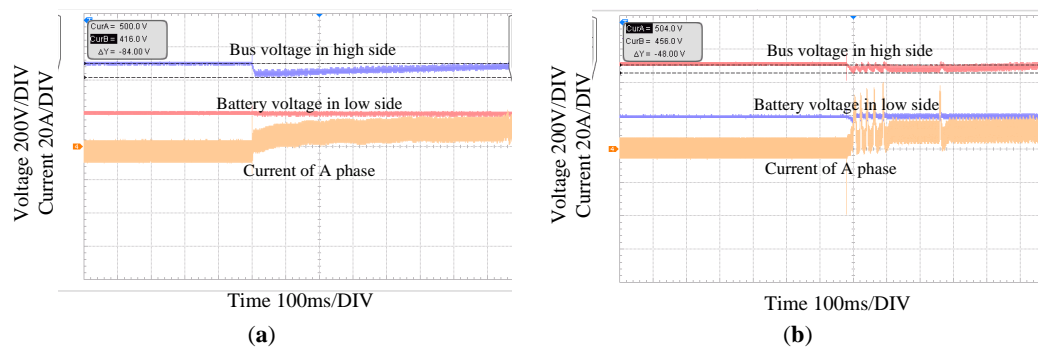 CurA = 500.0 V
CurB = 416.0 V
ΔY = -84.00 V
Bus voltage in high side
Battery voltage in low side
Current of A phase
4
Voltage 200V/DIV
Current 20A/DIV
Time 100ms/DIV
(a)
CurA = 504.0 V
CurB = 456.0 V
ΔY = -48.00 V
Bus voltage in high side
Battery voltage in low side
Current of A phase
4
Voltage 200V/DIV
Current 20A/DIV
Time 100ms/DIV
(b)